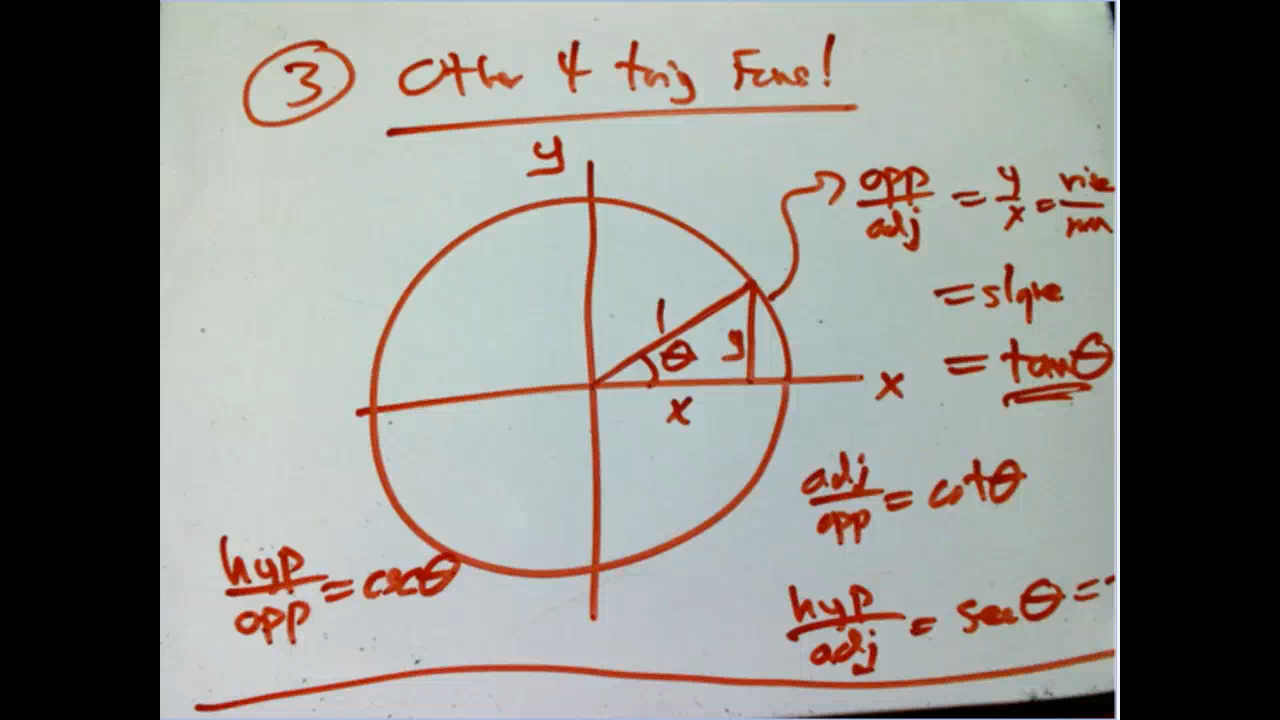 ③ Other 4 trig Fcns!
y
opp/adj = y/x = rise/run
= slope
= tanθ
1
θ
y
x
x
adj/opp = cotθ
hyp/opp = cscθ
hyp/adj = secθ =